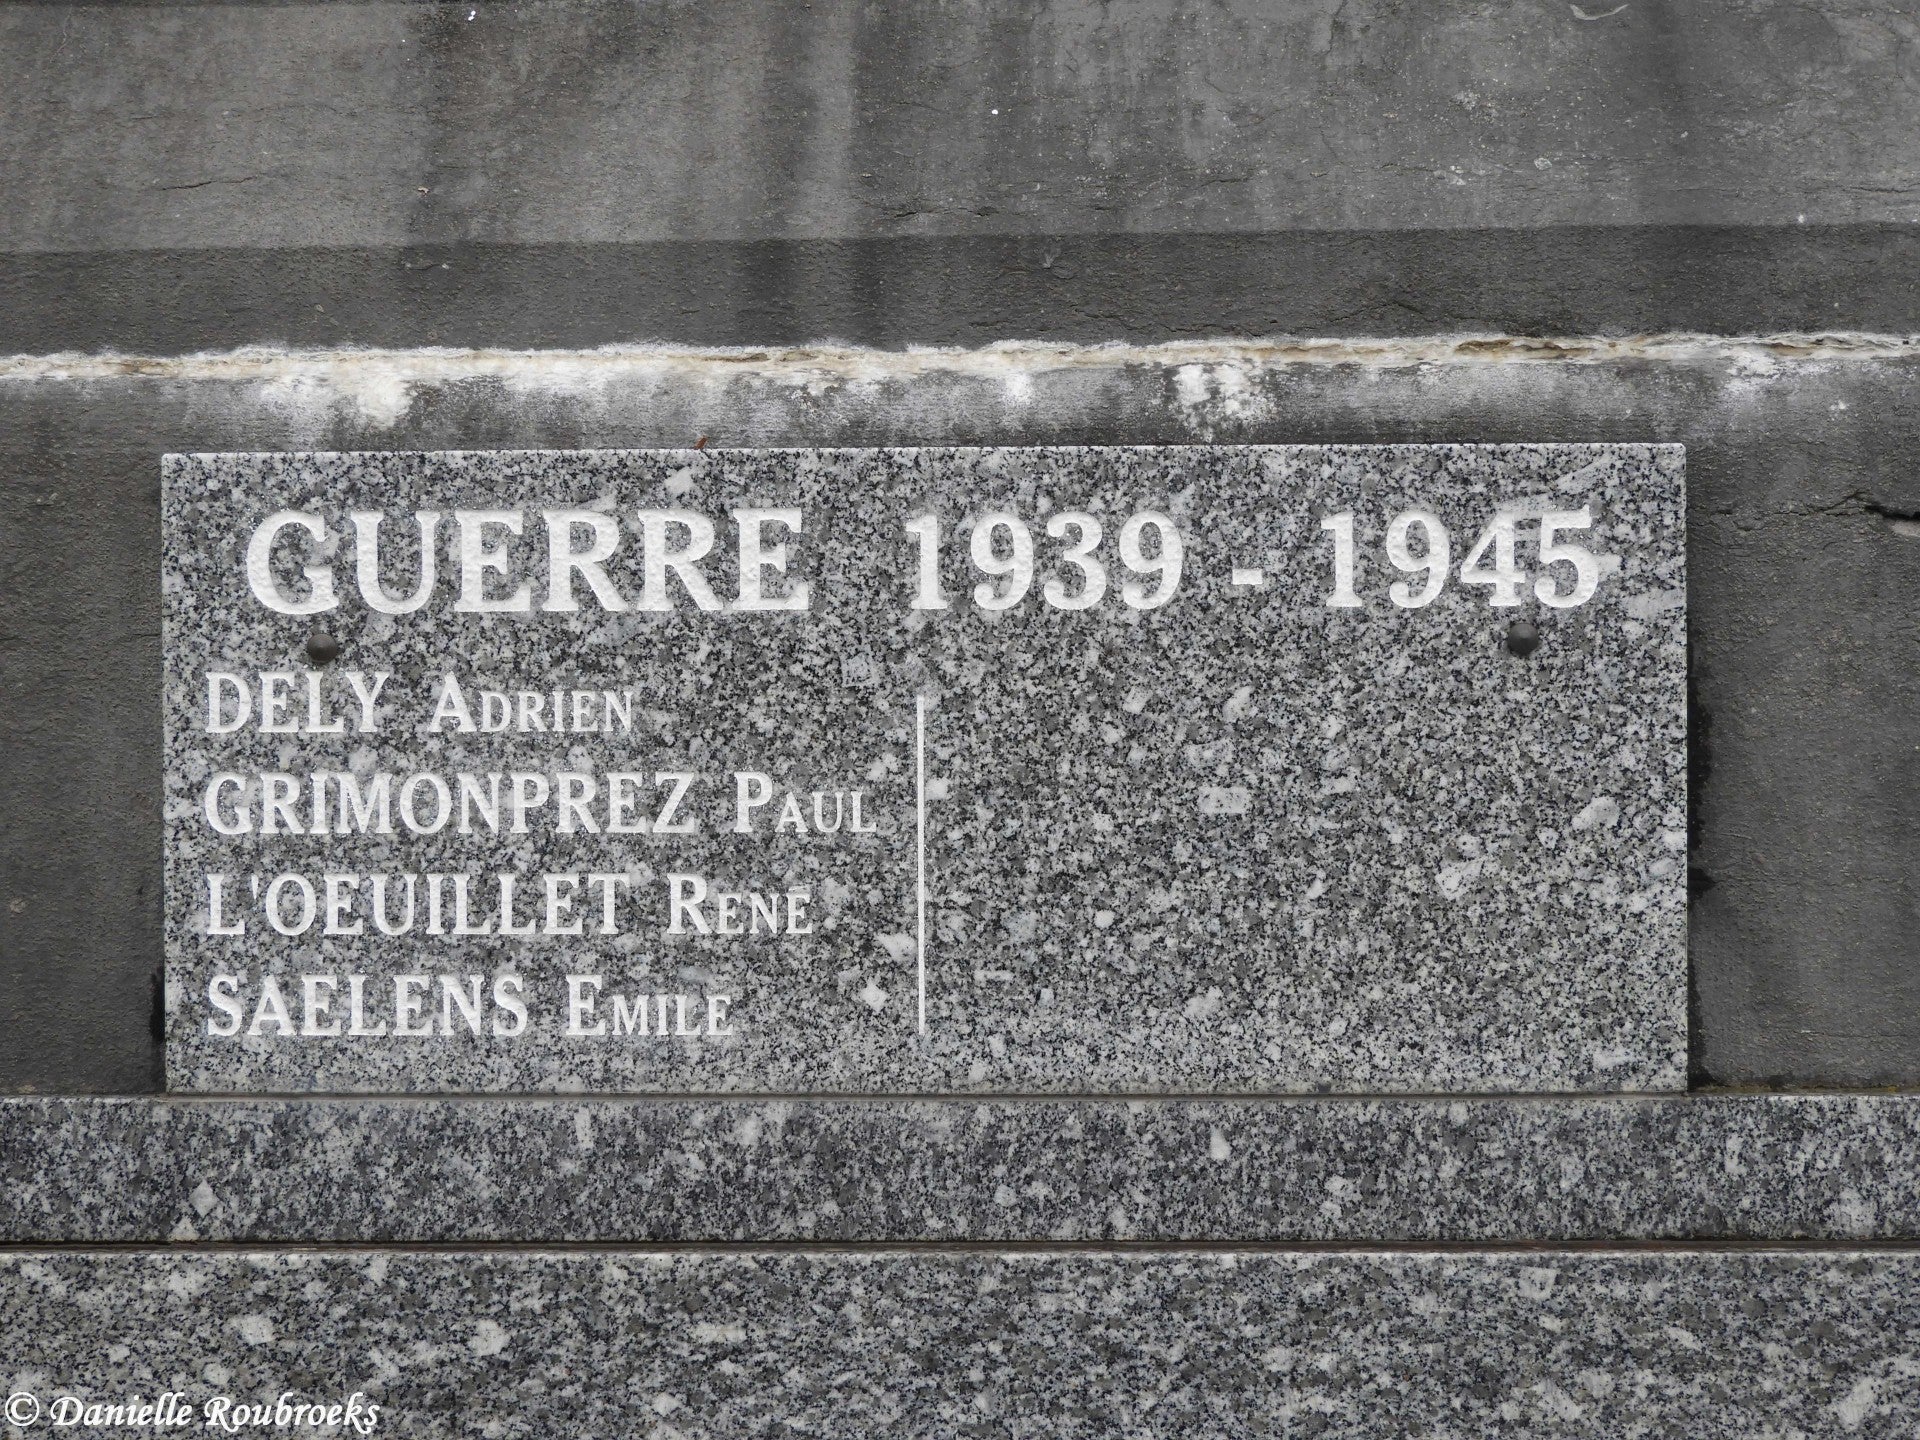 GUERRE 1939 - 1945
DELY ADRIEN
GRIMONPREZ PAUL
L'OEUILLET RENÉ
SAELENS EMILE
© Danielle Roubroeks